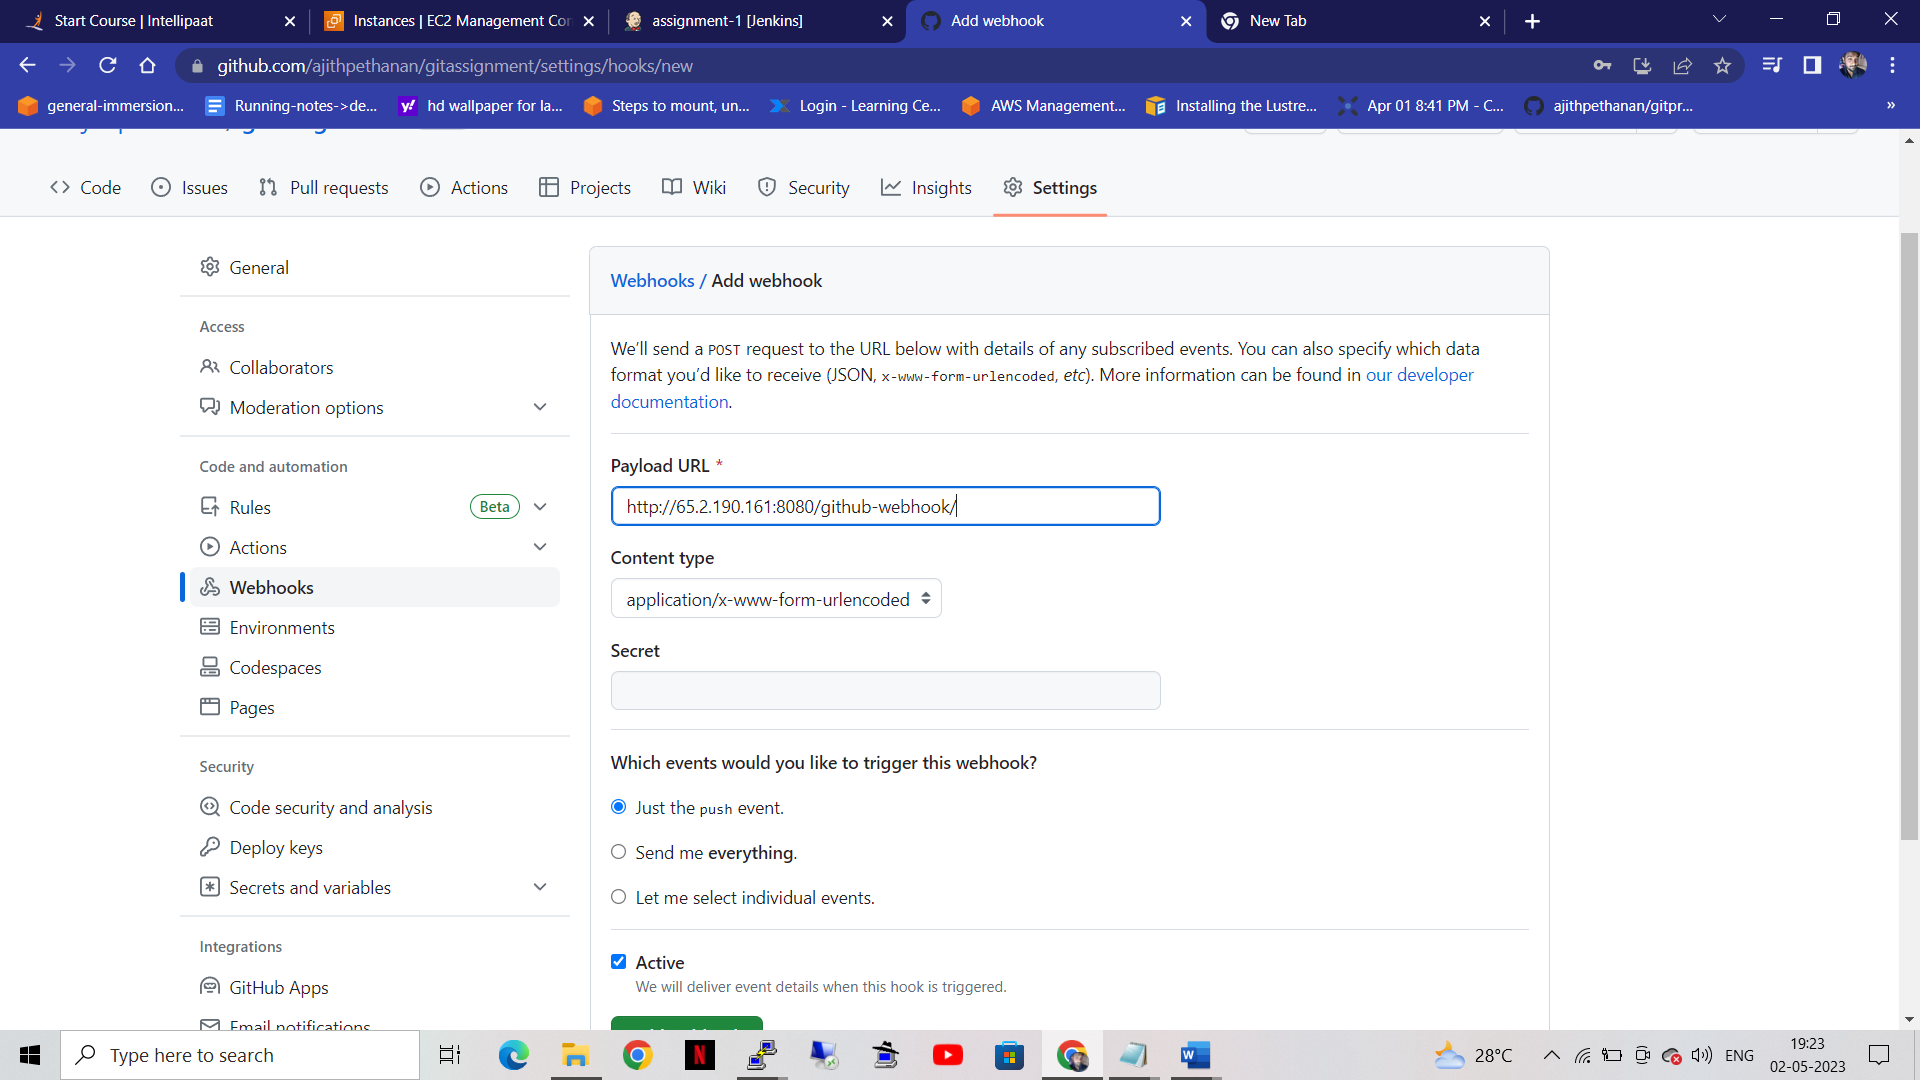 Start Course | Intellipaat
Instances | EC2 Management Con
assignment-1 [Jenkins]
Add webhook
New Tab
github.com/ajithpethanan/gitassignment/settings/hooks/new
general-immersion...
Running-notes->de...
hd wallpaper for la...
Steps to mount, un...
Login - Learning Ce...
AWS Management...
Installing the Lustre...
Apr 01 8:41 PM - C...
ajithpethanan/gitpr...
»
Code
Issues
Pull requests
Actions
Projects
Wiki
Security
Insights
Settings
General
Access
Collaborators
Moderation options
Code and automation
Rules
Beta
Actions
Webhooks
Environments
Codespaces
Pages
Security
Code security and analysis
Deploy keys
Secrets and variables
Integrations
GitHub Apps
Email notifications
Webhooks / Add webhook
We'll send a POST request to the URL below with details of any subscribed events. You can also specify which data
format you'd like to receive (JSON, x-www-form-urlencoded, etc). More information can be found in our developer
documentation.
Payload URL *
http://65.2.190.161:8080/github-webhook/
Content type
application/x-www-form-urlencoded
Secret
Which events would you like to trigger this webhook?
Just the push event.
Send me everything.
Let me select individual events.
Active
We will deliver event details when this hook is triggered.
Type here to search
28°C
ENG
19:23
02-05-2023